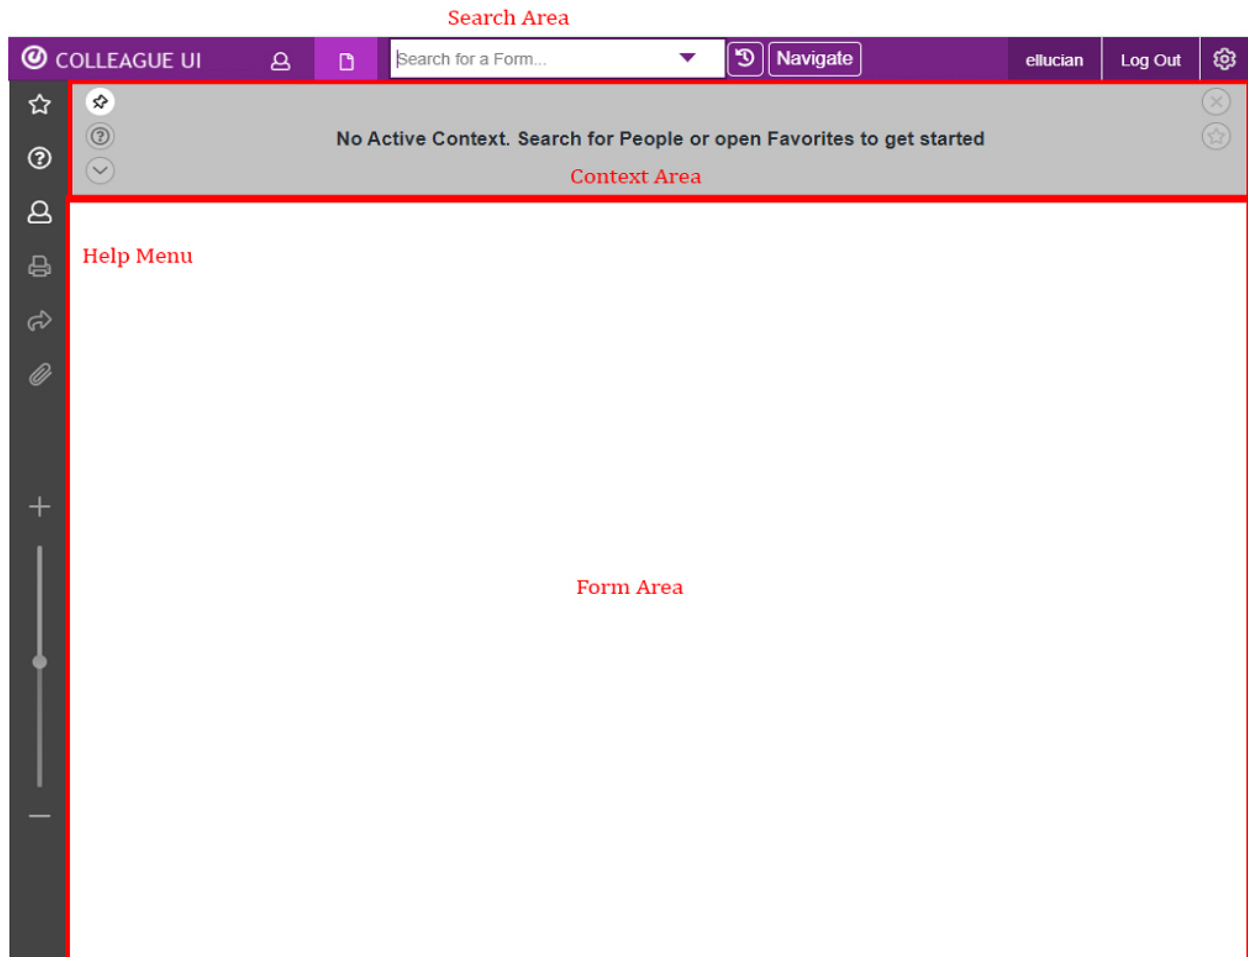 Search Area
COLLEAGUE UI
Search for a Form...
Navigate
ellucian
Log Out
No Active Context. Search for People or open Favorites to get started
Context Area
Help Menu
Form Area